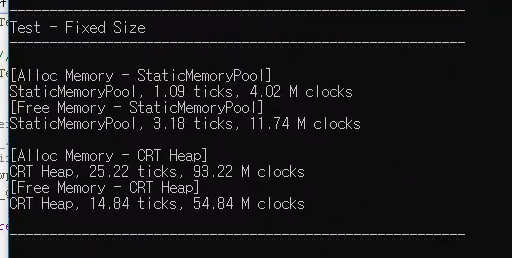 Test - Fixed Size
[Alloc Memory - StaticMemoryPool]
StaticMemoryPool, 1.09 ticks, 4.02 M clocks
[Free Memory - StaticMemoryPool]
StaticMemoryPool, 3.18 ticks, 11.74 M clocks
[Alloc Memory - CRT Heap]
CRT Heap, 25.22 ticks, 93.22 M clocks
[Free Memory - CRT Heap]
CRT Heap, 14.84 ticks, 54.84 M clocks